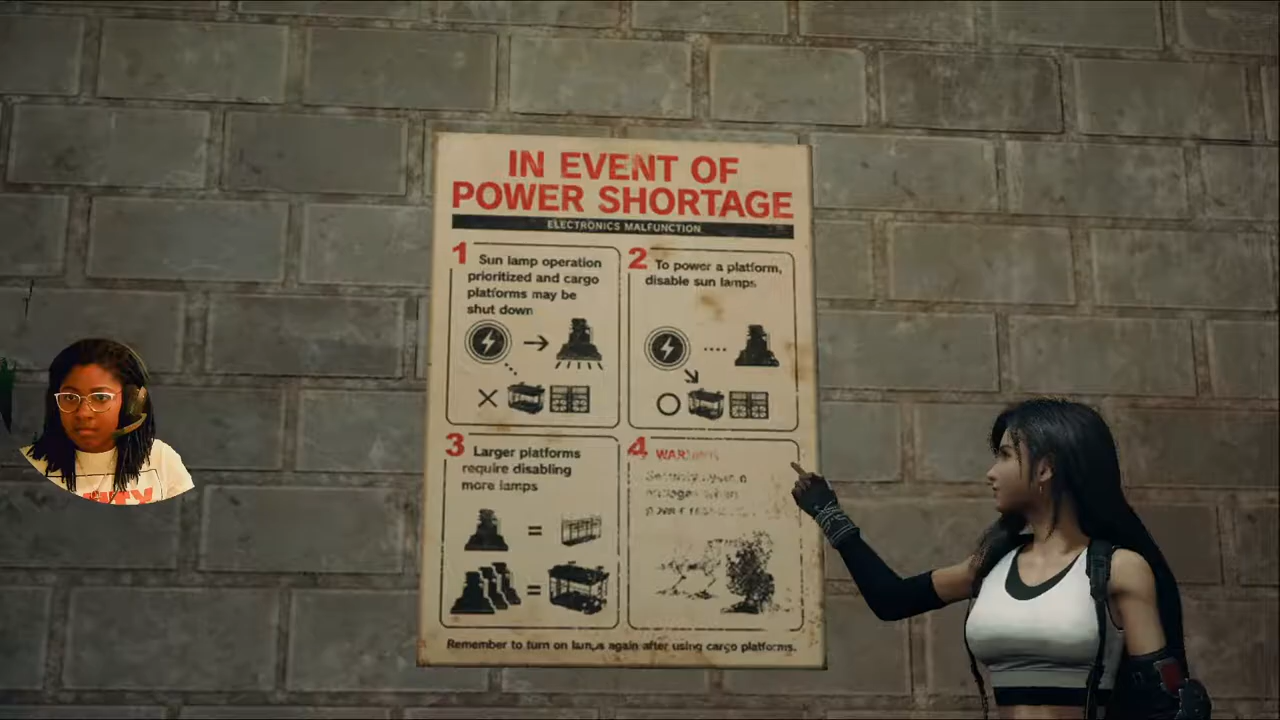 IN EVENT OF
POWER SHORTAGE
ELECTRONICS MALFUNCTION
1 Sun lamp operation
prioritized and cargo
platforms may be
shut down
2 To power a platform,
disable sun lamps.
3 Larger platforms
require disabling
more lamps
4
Remember to turn on lamps again after using cargo platforms.